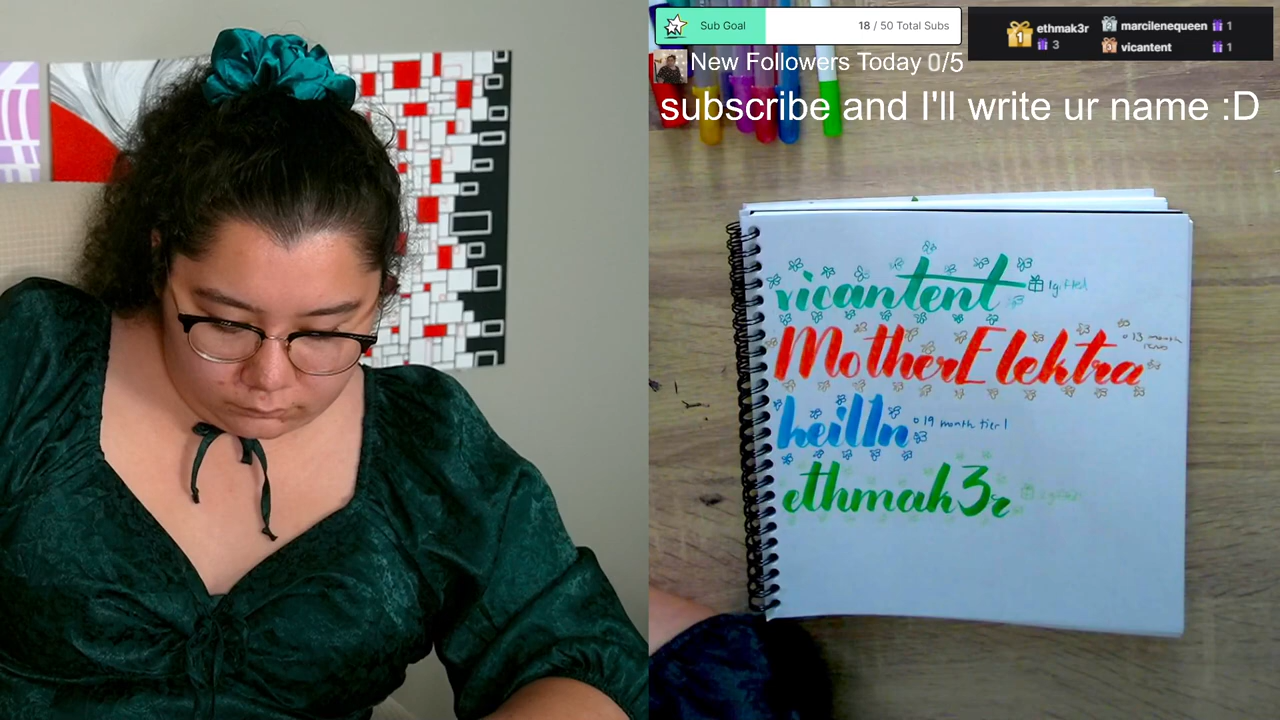 Sub Goal 18 / 50 Total Subs
ethmak3r 3
marcilenequeen 1
vicantent 1
New Followers Today 0/5
subscribe and I'll write ur name :D
vicantent 1 gifted
MotherElektra 13 month
heilln 19 month tier 1
ethmak3r